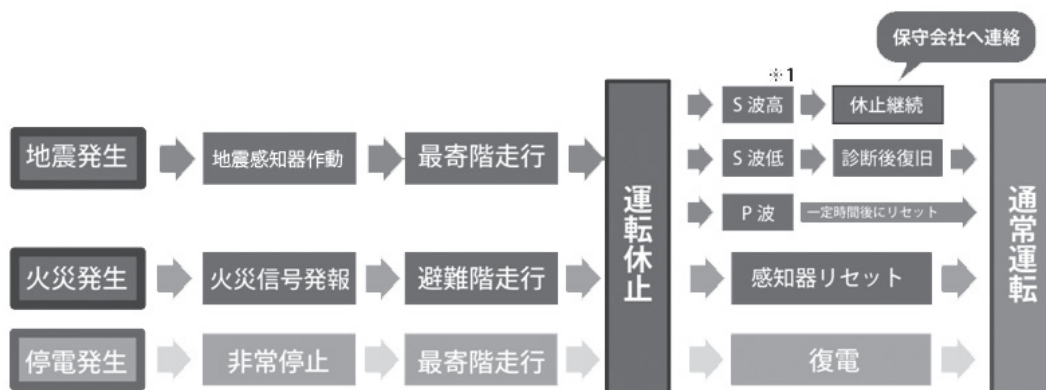 保守会社へ連絡
※1
地震発生
地震感知器作動
最寄階走行
運転休止
S波高
休止継続
S波低
診断後復旧
P波
一定時間後にリセット
通常運転
火災発生
火災信号発報
避難階走行
感知器リセット
停電発生
非常停止
最寄階走行
復電